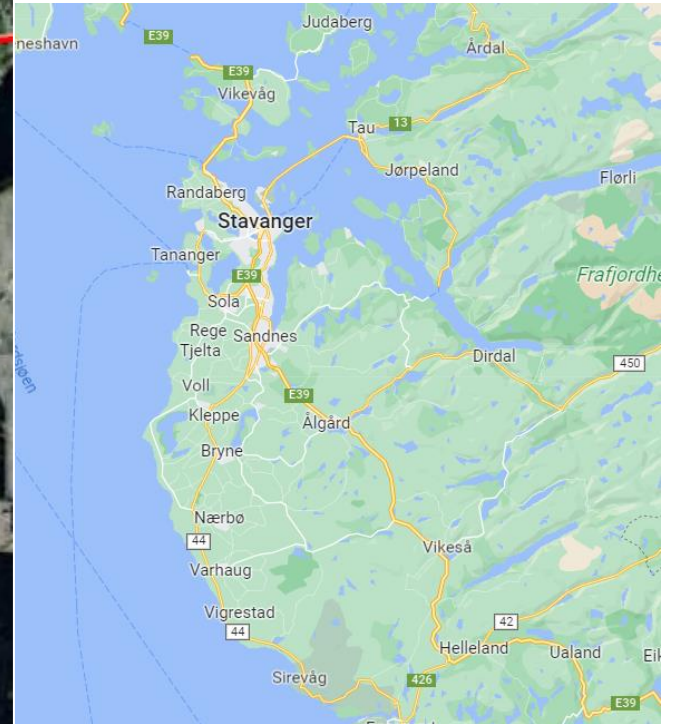 Judaberg
E39
neshavn
Årdal
E39
Vikevåg
13
Tau
Jørpeland
Flørli
Randaberg
Stavanger
Tananger
E39
Frafjordhe
Sola
Rege
Sandnes
Tjelta
Dirdal
450
Voll
E39
Kleppe
Ålgård
Bryne
Nærbø
44
Vikeså
Varhaug
Vigrestad
42
44
Helleland
Ualand
Eik
Sirevåg
426
E39